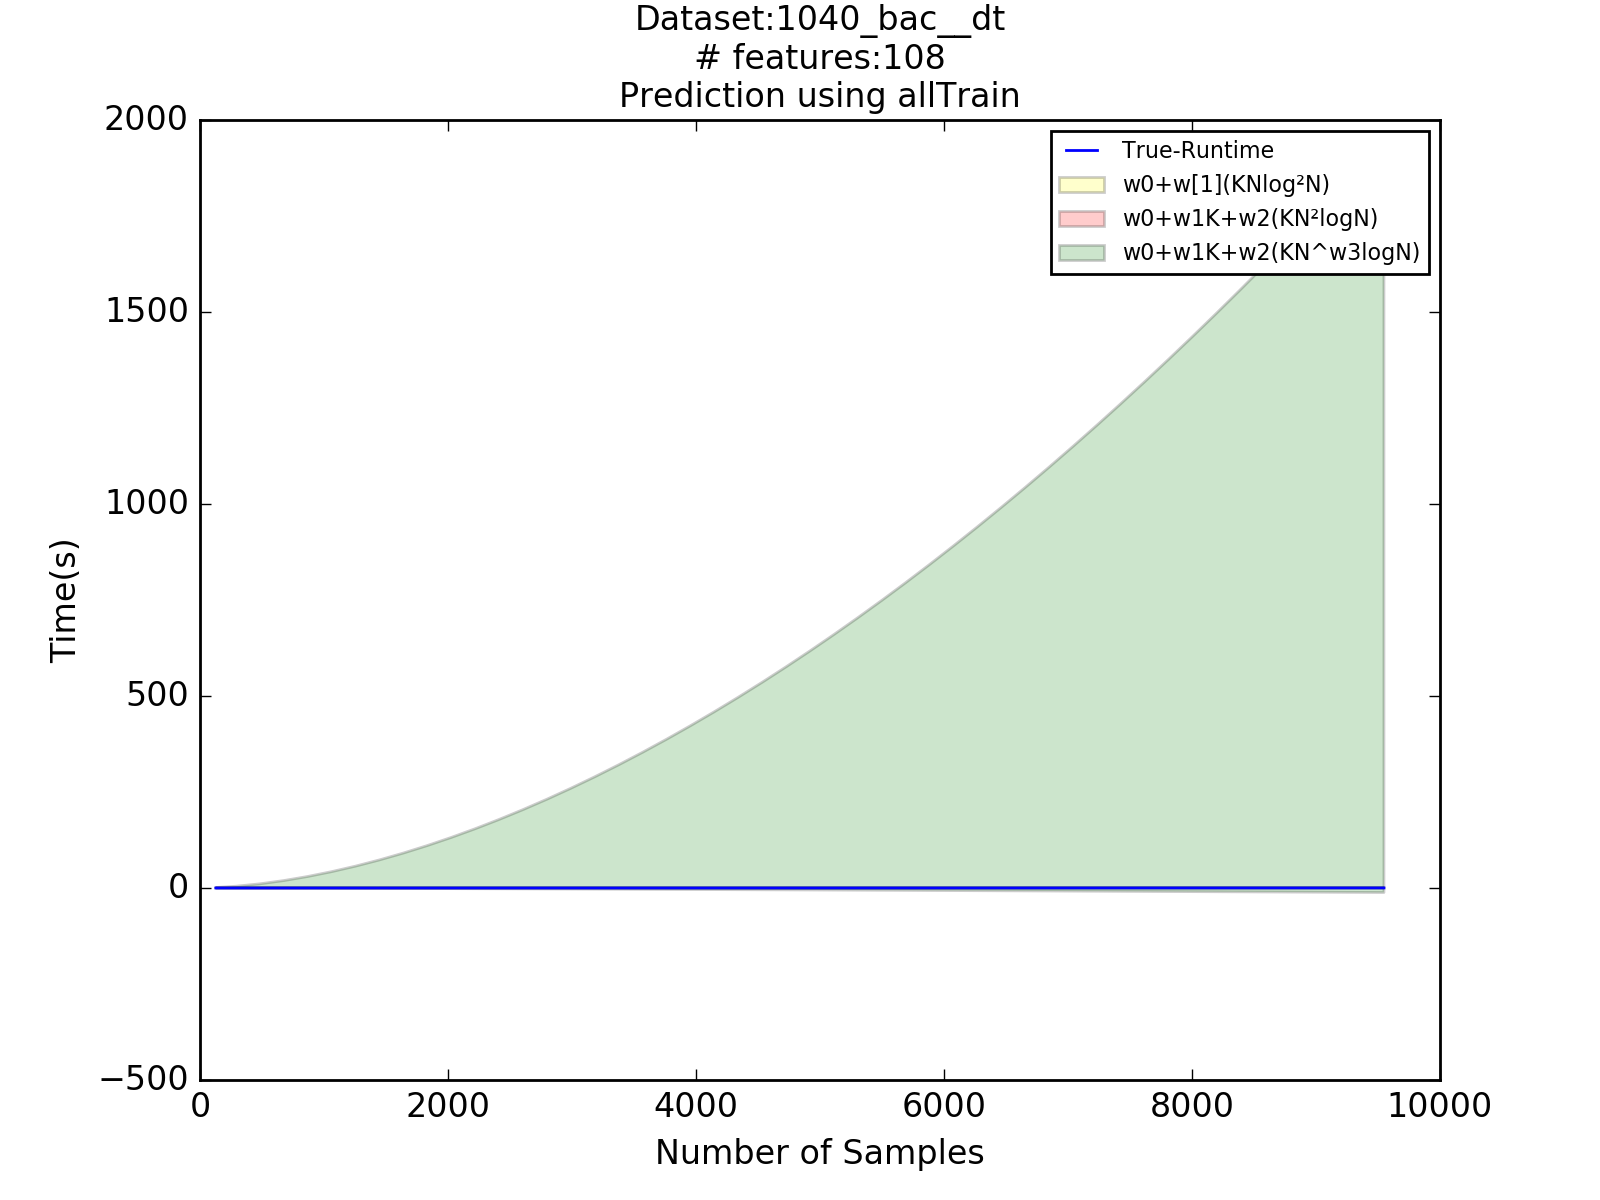 Dataset:1040_bac__dt
# features:108
Prediction using allTrain
2000
1500
1000
500
0
−500
Time(s)
True-Runtime
w0+w[1](KNlog²N)
w0+w1K+w2(KN²logN)
w0+w1K+w2(KN^w3logN)
0 2000 4000 6000 8000 10000
Number of Samples